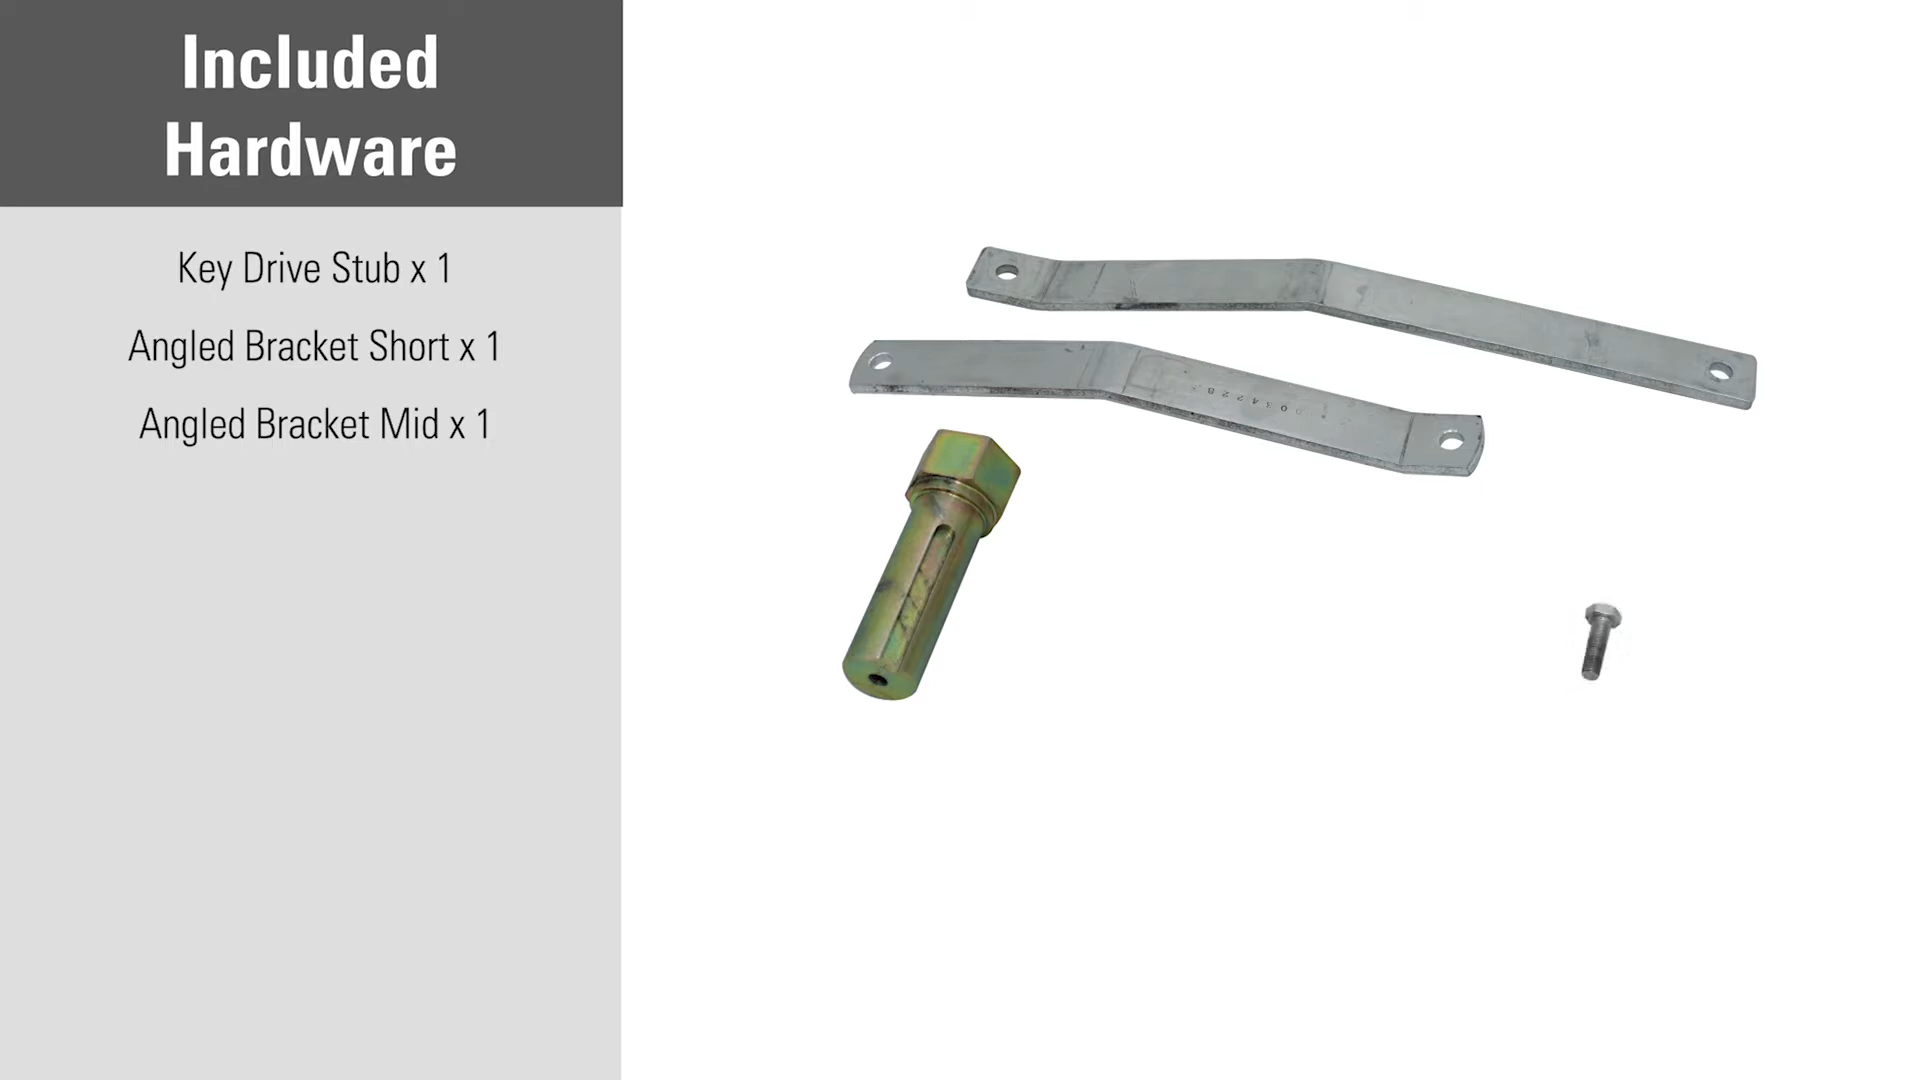 Included
Hardware
Key Drive Stub x 1
Angled Bracket Short x 1
Angled Bracket Mid x 1